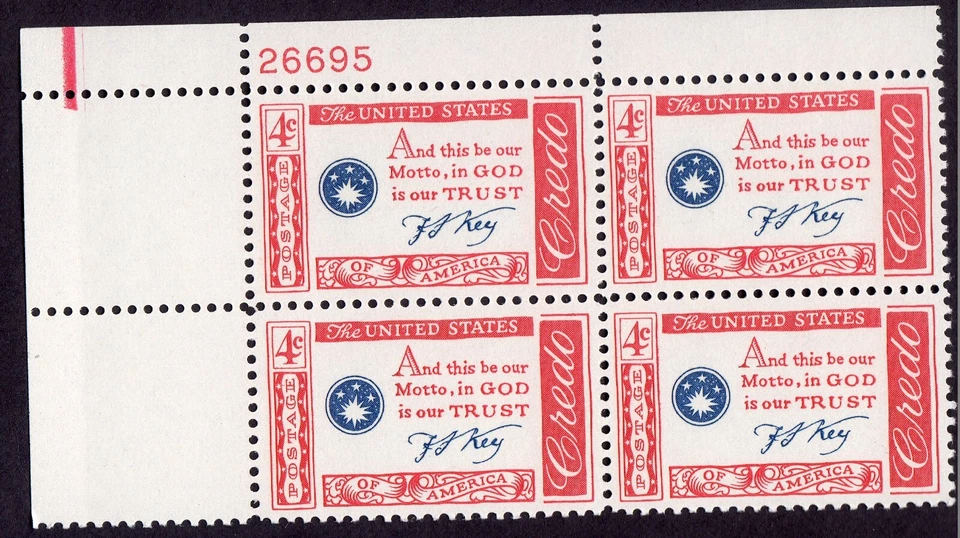 26695
The UNITED STATES
4c
POSTAGE
And this be our
Motto, in GOD
is our TRUST
F S Key
OF AMERICA
Credo
The UNITED STATES
4c
POSTAGE
And this be our
Motto, in GOD
is our TRUST
F S Key
OF AMERICA
Credo
The UNITED STATES
4c
POSTAGE
And this be our
Motto, in GOD
is our TRUST
F S Key
OF AMERICA
Credo
The UNITED STATES
4c
POSTAGE
And this be our
Motto, in GOD
is our TRUST
F S Key
OF AMERICA
Credo